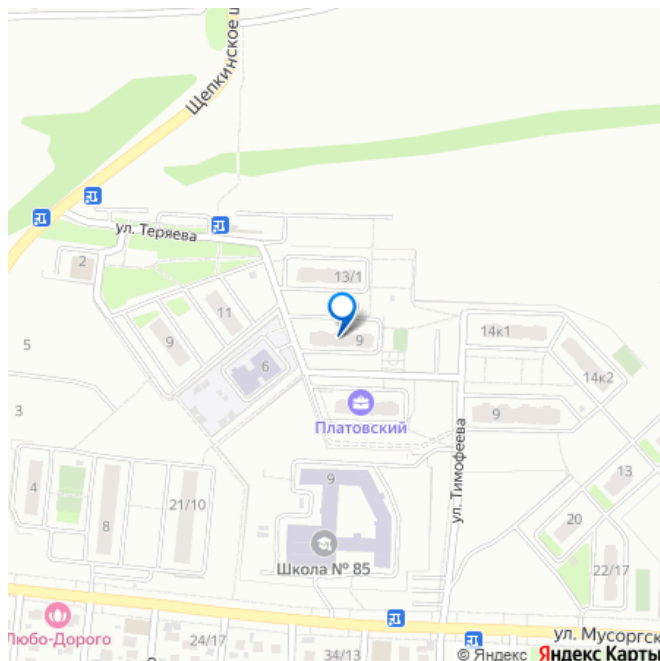 Щепкинское ш
ул. Теряева
2
13/1
11
9
9
14к1
5
6
14к2
3
Платовский
9
ул. Тимофеева
9
13
4
21/10
8
20
Школа № 85
22/17
Любо-Дорого
24/17
ул. Мусоргск
34/13
© Яндекс
Яндекс Карты